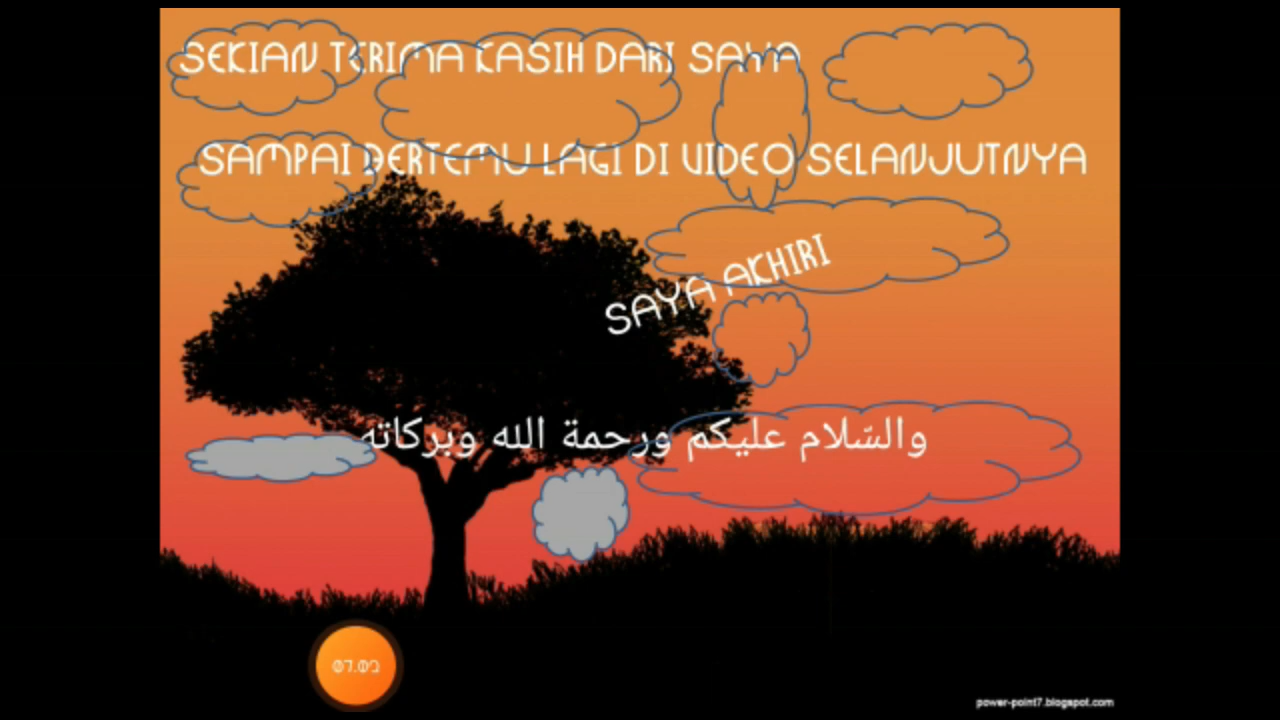 SEKIAN TERIMA KASIH DARI SAYA
SAMPAI BERTEMU LAGI DI VIDEO SELANJUTNYA
SAYA AKHIRI
والسّلام عليكم ورحمة الله وبركاته
07.02
power-point7.blogspot.com